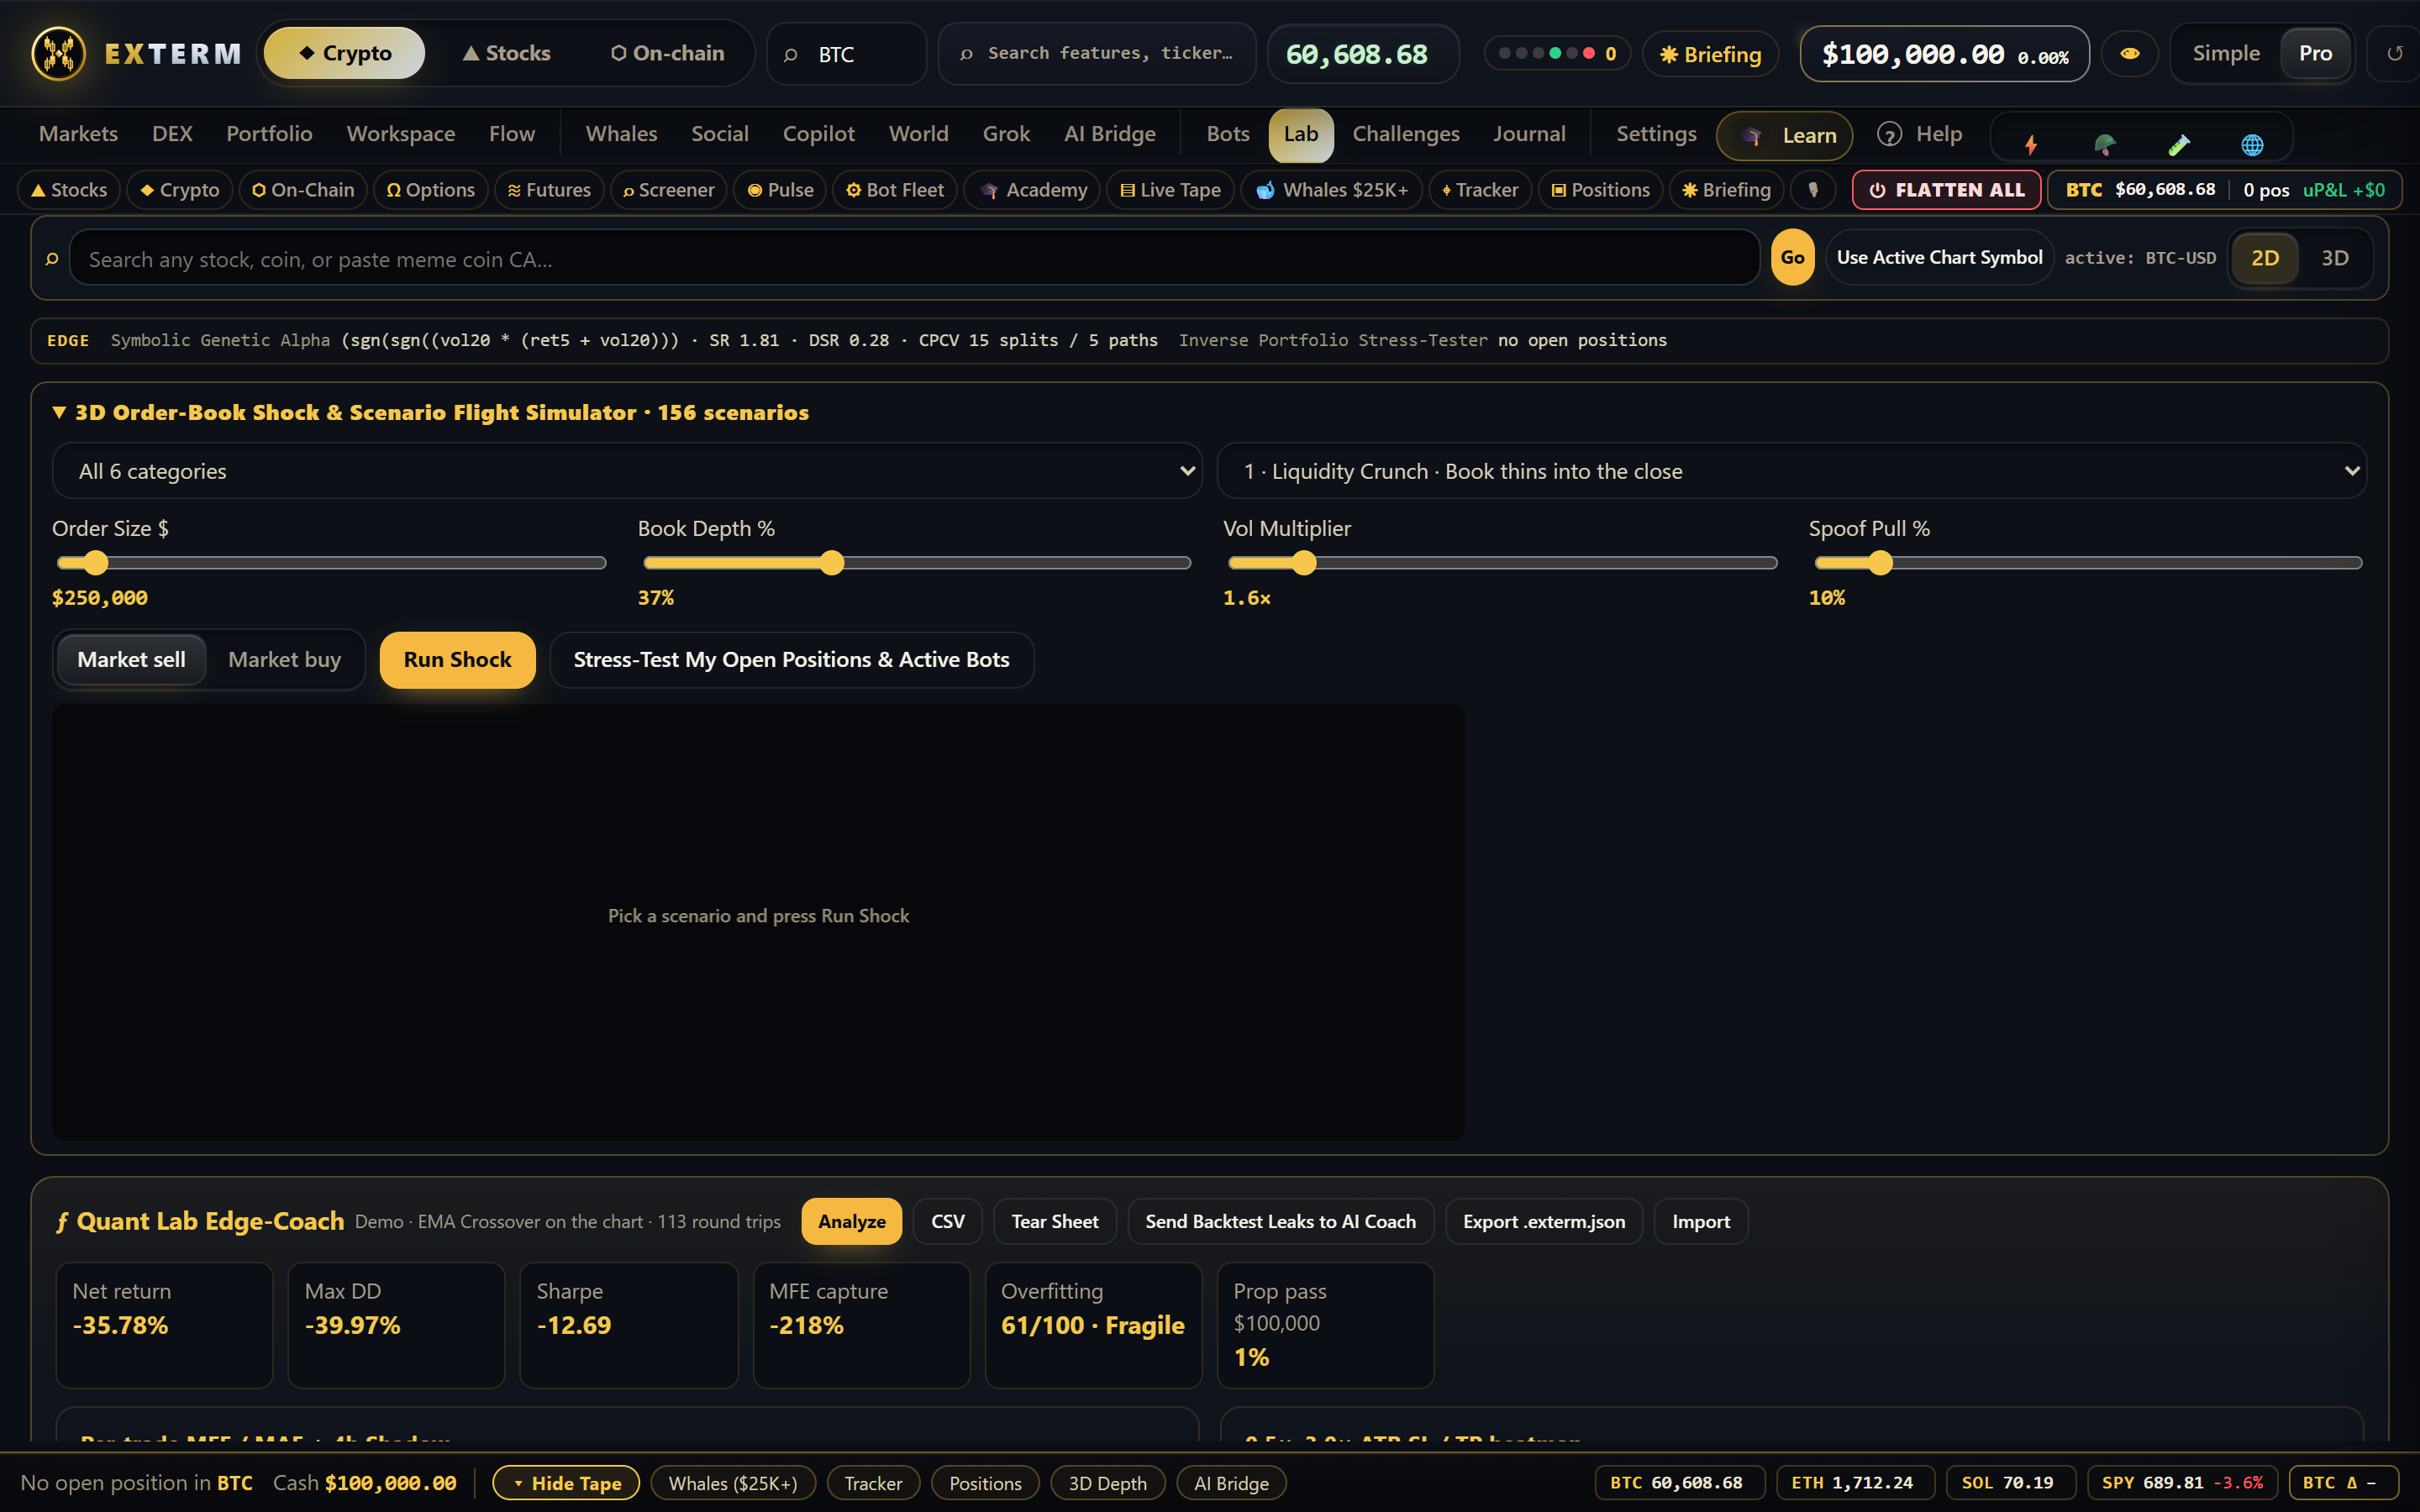 EXTERM Crypto Stocks On-chain BTC Search features, ticker… 60,608.68 0 Briefing $100,000.00 0.00% Simple Pro
Markets DEX Portfolio Workspace Flow Whales Social Copilot World Grok AI Bridge Bots Lab Challenges Journal Settings Learn Help
Stocks Crypto On-Chain Options Futures Screener Pulse Bot Fleet Academy Live Tape Whales $25K+ Tracker Positions Briefing FLATTEN ALL BTC $60,608.68 0 pos uP&L +$0
Search any stock, coin, or paste meme coin CA... Go Use Active Chart Symbol active: BTC-USD 2D 3D
EDGE Symbolic Genetic Alpha (sgn(sgn((vol20 * (ret5 + vol20))) · SR 1.81 · DSR 0.28 · CPCV 15 splits / 5 paths Inverse Portfolio Stress-Tester no open positions
3D Order-Book Shock & Scenario Flight Simulator · 156 scenarios
All 6 categories 1 · Liquidity Crunch · Book thins into the close
Order Size $ Book Depth % Vol Multiplier Spoof Pull %
$250,000 37% 1.6× 10%
Market sell Market buy Run Shock Stress-Test My Open Positions & Active Bots
Pick a scenario and press Run Shock
ƒ Quant Lab Edge-Coach Demo · EMA Crossover on the chart · 113 round trips Analyze CSV Tear Sheet Send Backtest Leaks to AI Coach Export .exterm.json Import
Net return Max DD Sharpe MFE capture Overfitting Prop pass
$100,000
-35.78% -39.97% -12.69 -218% 61/100 · Fragile 1%
Per-trade MFE / MAE + 4h Shadow
No open position in BTC Cash $100,000.00 Hide Tape Whales ($25K+) Tracker Positions 3D Depth AI Bridge BTC 60,608.68 ETH 1,712.24 SOL 70.19 SPY 689.81 -3.6% BTC Δ –